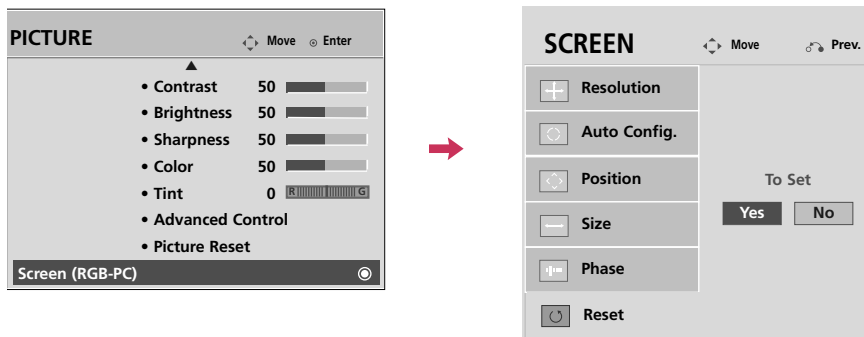 PICTURE
Move Enter
• Contrast 50
• Brightness 50
• Sharpness 50
• Color 50
• Tint 0 R G
• Advanced Control
• Picture Reset
Screen (RGB-PC)
SCREEN
Move Prev.
Resolution
Auto Config.
Position
Size
Phase
Reset
To Set
Yes No